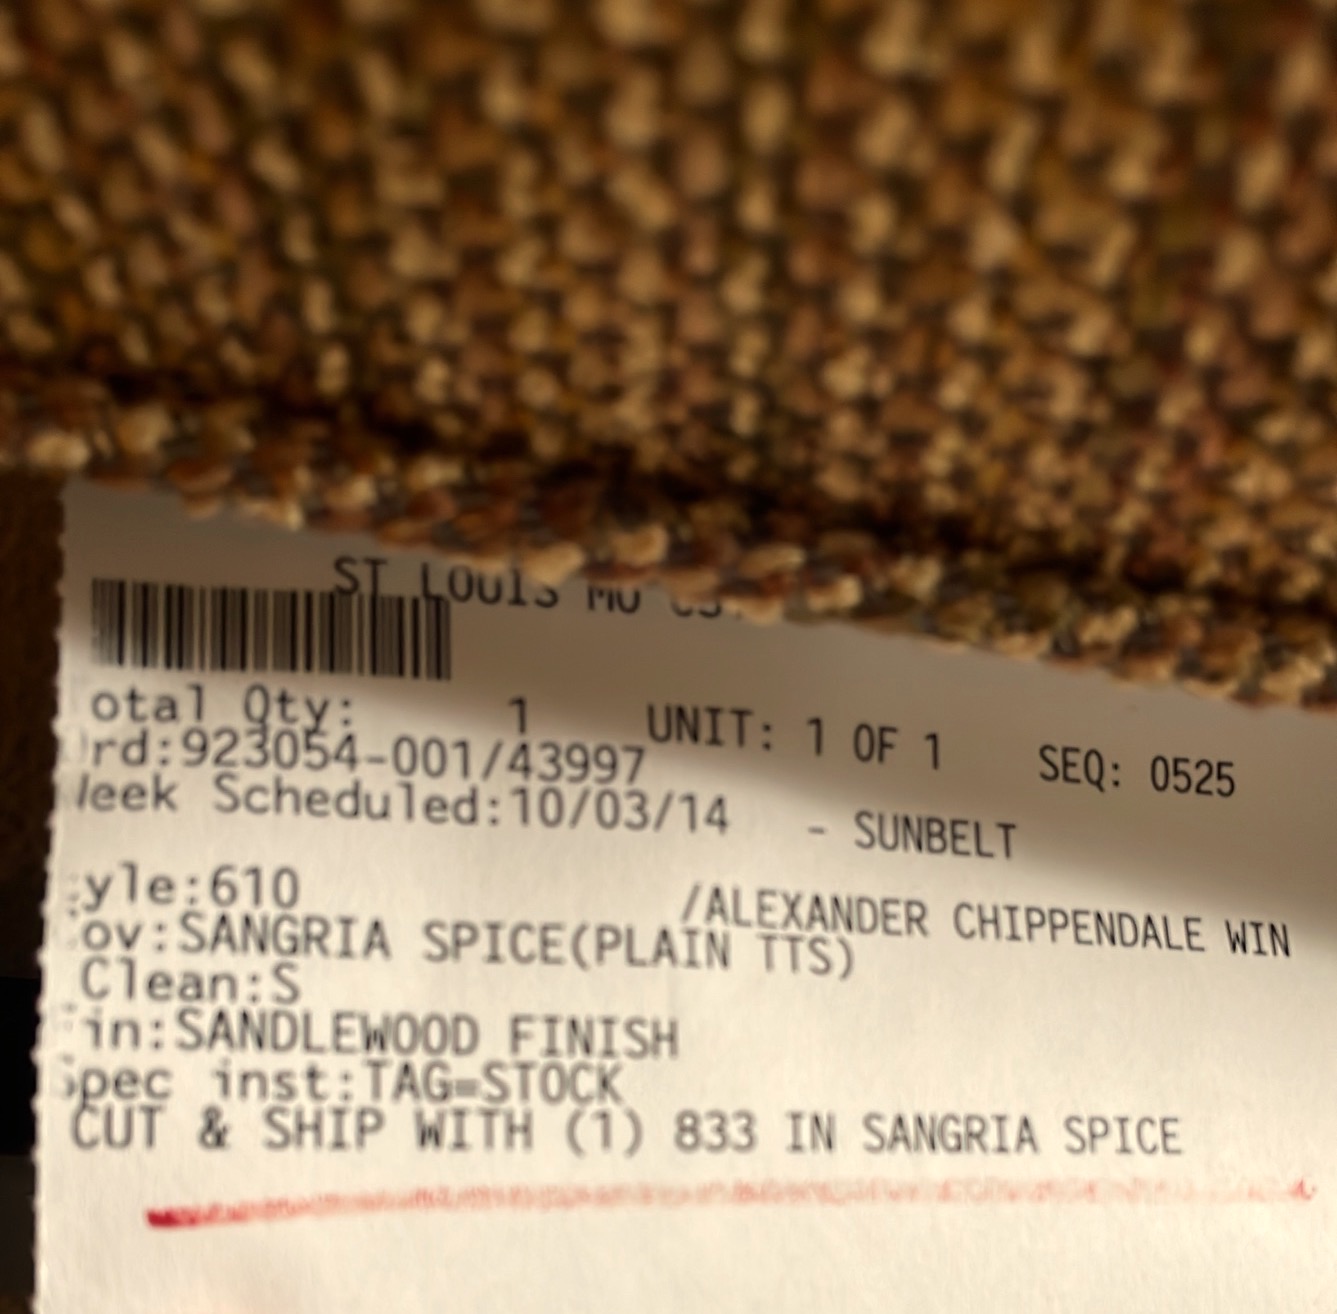 ST LOUIS MO
otal Qty: 1 UNIT: 1 OF 1 SEQ: 0525
rd:923054-001/43997
eek Scheduled:10/03/14 - SUNBELT
yle:610 /ALEXANDER CHIPPENDALE WIN
ov:SANGRIA SPICE(PLAIN TTS)
Clean:S
in:SANDLEWOOD FINISH
Spec inst:TAG=STOCK
CUT & SHIP WITH (1) 833 IN SANGRIA SPICE